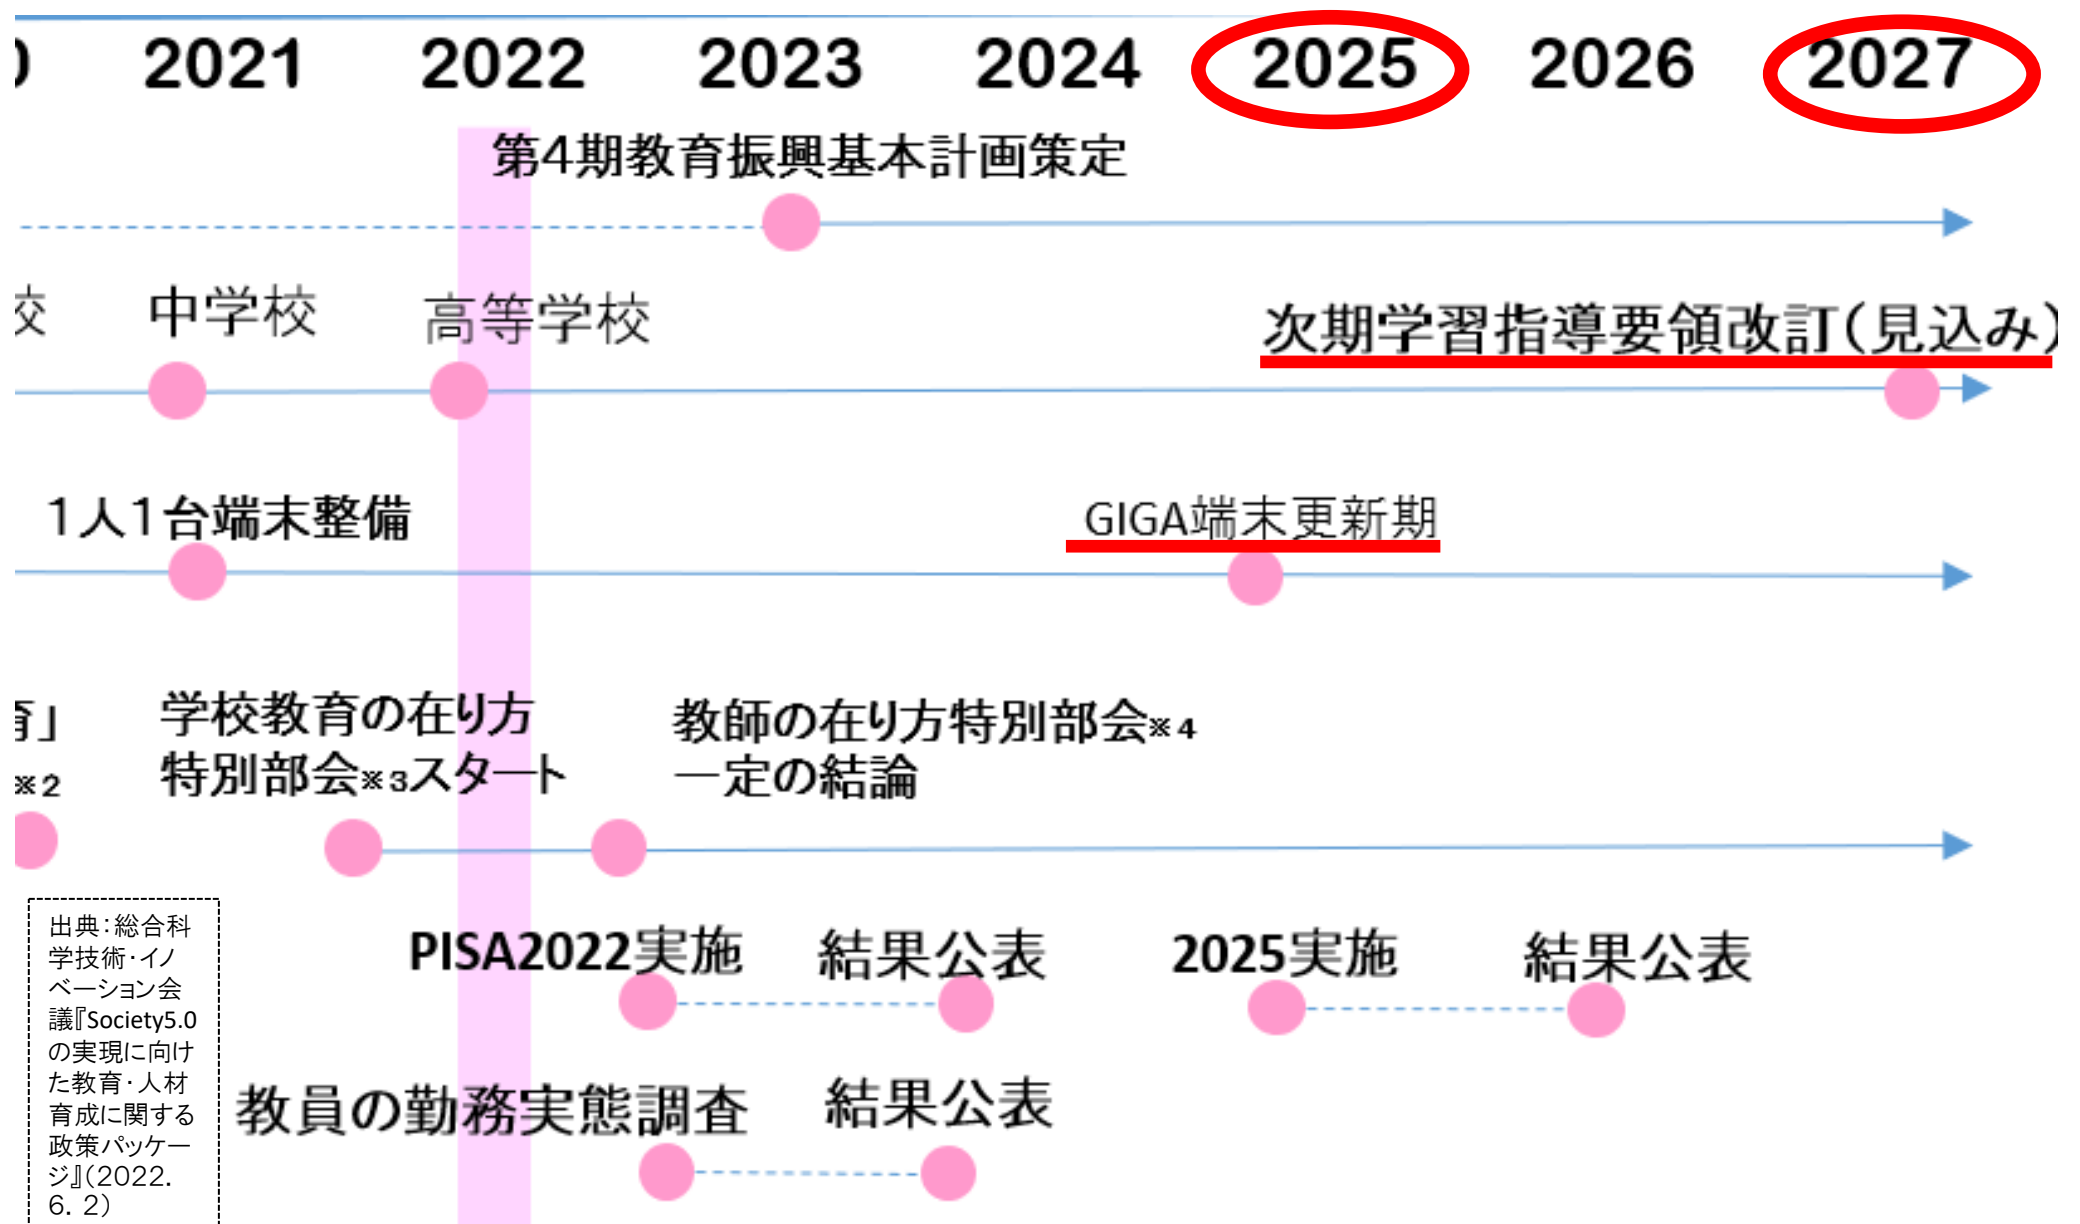 2021 2022 2023 2024 2025 2026 2027
第4期教育振興基本計画策定
校 中学校 高等学校 次期学習指導要領改訂(見込み)
1人1台端末整備 GIGA端末更新期
育」 学校教育の在り方 教師の在り方特別部会※4
※2 特別部会※3スタート 一定の結論
PISA2022実施 結果公表 2025実施 結果公表
教員の勤務実態調査 結果公表
出典:総合科
学技術・イノ
ベーション会
議『Society5.0
の実現に向け
た教育・人材
育成に関する
政策パッケー
ジ』(2022.
6.2)